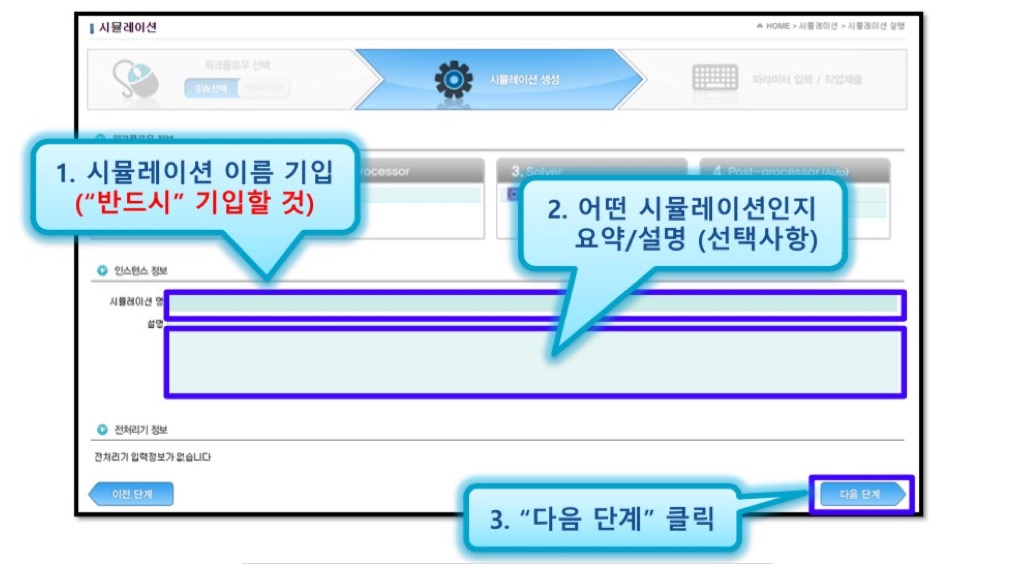 시뮬레이션
HOME > 시뮬레이션 > 시뮬레이션 실행
워크플로우 선택
SW선택
시뮬레이션 생성
파라미터 입력 / 작업제출
워크플로우 정보
1. 시뮬레이션 이름 기입
(“반드시” 기입할 것)
ocessor
3. Solver
4. Post-processor (Auto)
2. 어떤 시뮬레이션인지
요약/설명 (선택사항)
인스턴스 정보
시뮬레이션 명
설명
전처리기 정보
전처리기 입력정보가 없습니다
이전 단계
다음 단계
3. “다음 단계” 클릭